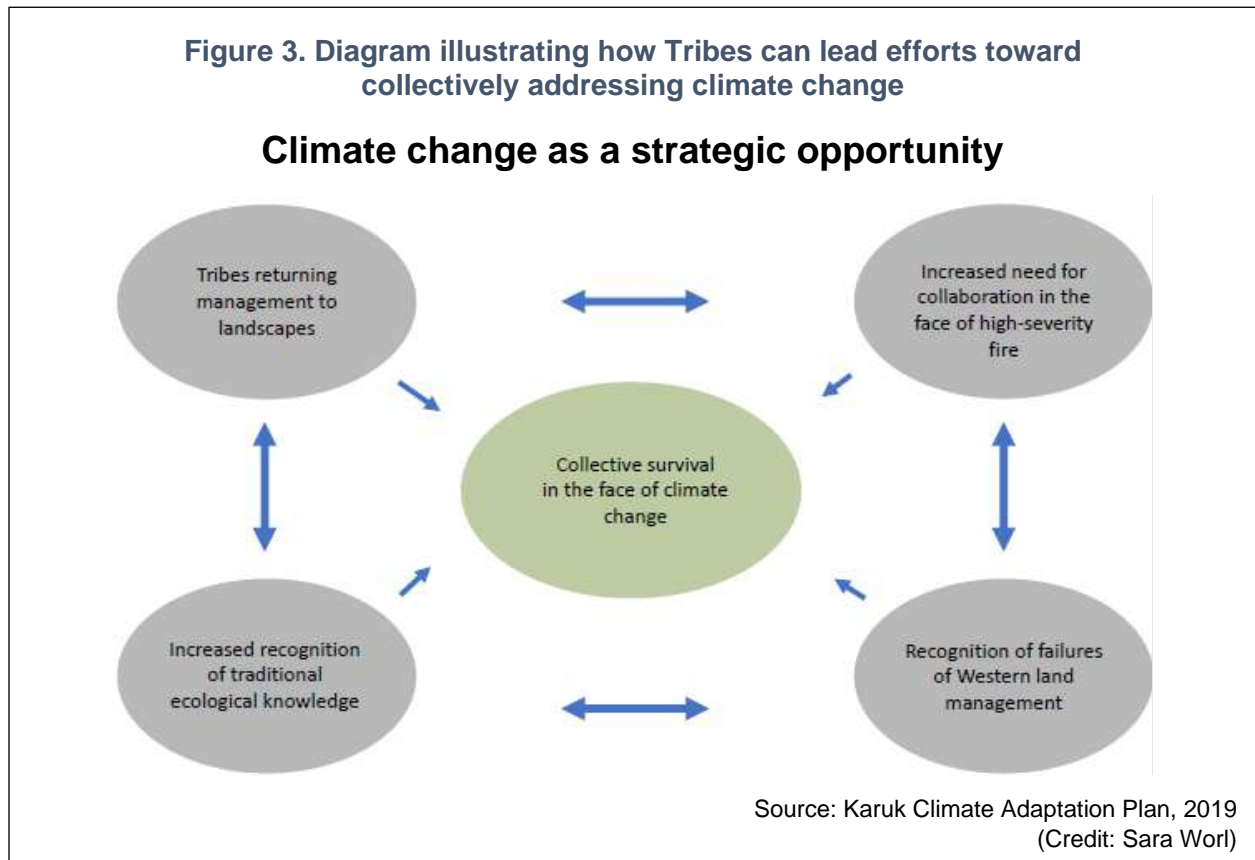 Figure 3. Diagram illustrating how Tribes can lead efforts toward
collectively addressing climate change
Climate change as a strategic opportunity
Tribes returning
management to
landscapes
Increased need for
collaboration in the
face of high-severity
fire
Collective survival
in the face of climate
change
Increased recognition
of traditional
ecological knowledge
Recognition of failures
of Western land
management
Source: Karuk Climate Adaptation Plan, 2019
(Credit: Sara Worl)